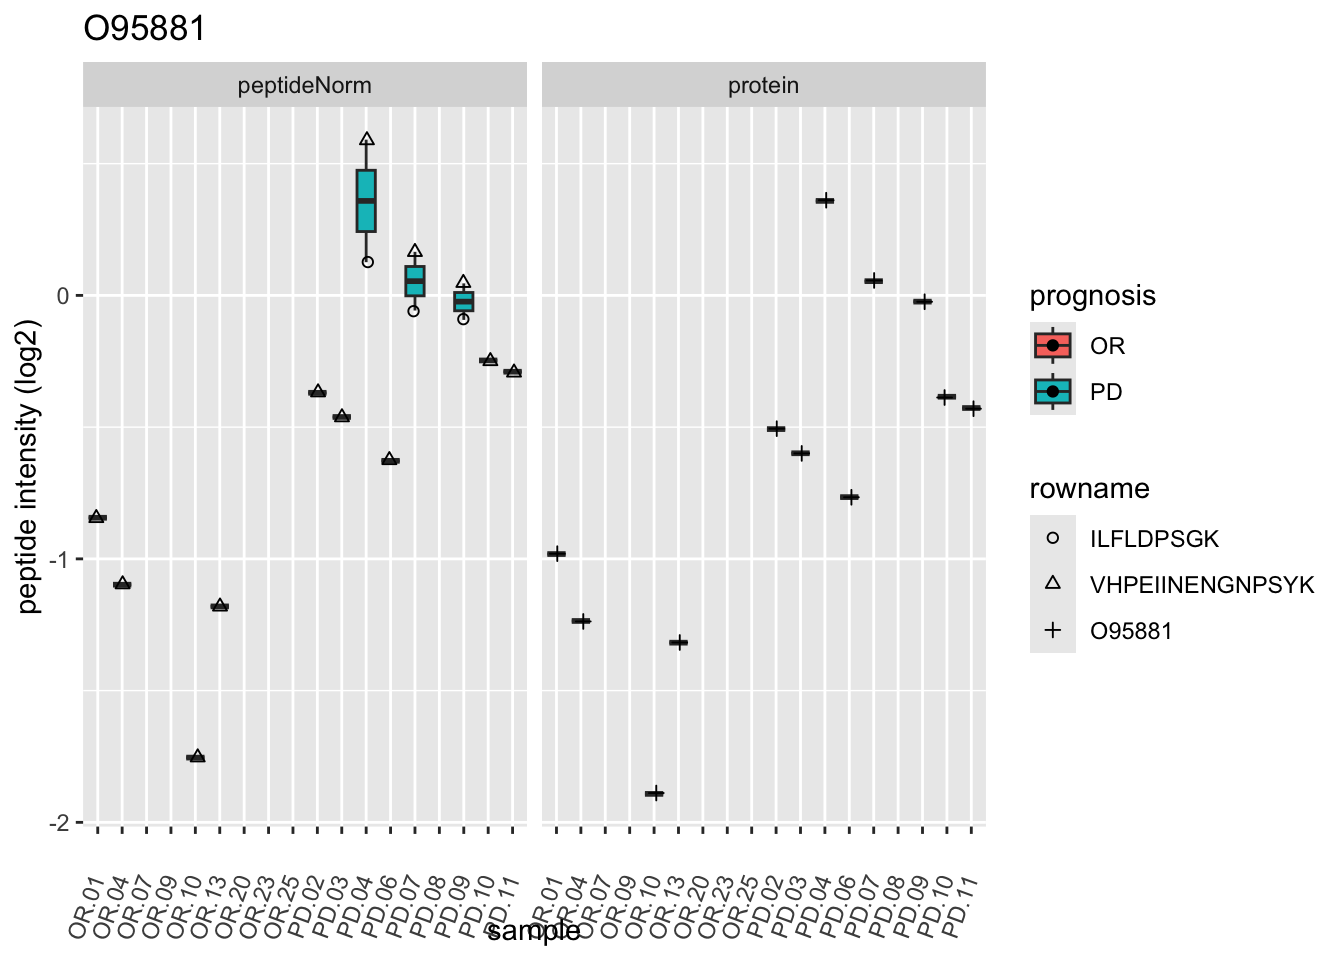 O95881
peptideNorm
protein
peptide intensity (log2)
0
-1
-2
OR.01
OR.04
OR.07
OR.09
OR.10
OR.13
OR.20
OR.23
OR.25
PD.02
PD.03
PD.04
PD.06
PD.07
PD.08
PD.09
PD.10
PD.11
OR.01
OR.04
OR.07
OR.09
OR.10
OR.13
OR.20
OR.23
OR.25
PD.02
PD.03
PD.04
PD.06
PD.07
PD.08
PD.09
PD.10
PD.11
sample
prognosis
OR
PD
rowname
ILFLDPSGK
VHPEIINENGNPSYK
O95881